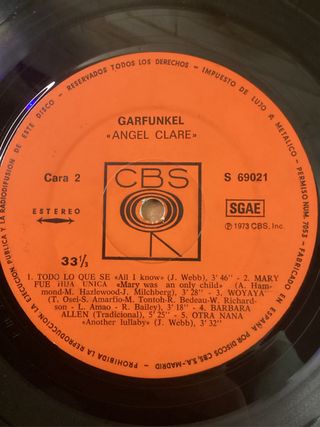 RESERVADOS TODOS LOS DERECHOS - IMPUESTO DE LUJO A METALICO - PERMISO NUM. 7053 - FABRICADO EN ESPAÑA POR DISCOS CBS, S.A. - MADRID - PROHIBIDA LA EJECUCION PUBLICA Y LA RADIODIFUSION DE ESTE DISCO -
GARFUNKEL
«ANGEL CLARE»
Cara 2
CBS
S 69021
ESTEREO
SGAE
℗ 1973 CBS, Inc.
33⅓
1. TODO LO QUE SE «All I know» (J. Webb), 3' 46" - 2. MARY
FUE HIJA UNICA «Mary was an only child» (A. Ham-
mond-M. Hazlewood-J. Milchberg), 3' 28" - 3. WOYAYA
(T. Osei-S. Amarfio-M. Tontoh-R. Bedeau-W. Richard-
son - L. Amao - R. Bailey), 3' 18" - 4. BARBARA
ALLEN (Tradicional), 5' 25" - 5. OTRA NANA
«Another lullaby» (J. Webb), 3' 32"